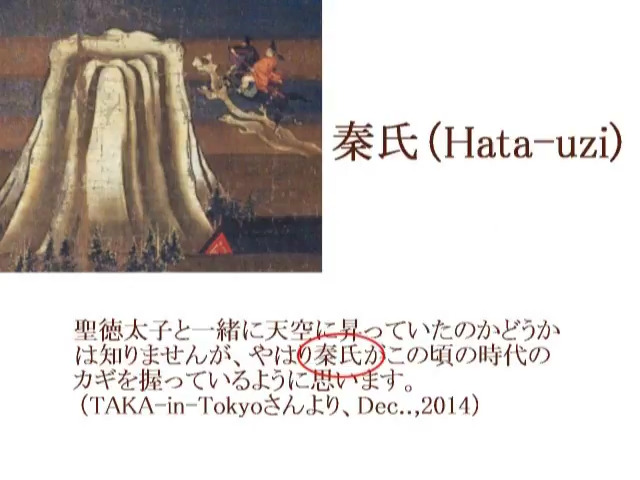 秦氏(Hata-uzi)
聖徳太子と一緒に天空に昇っていたのかどうか
は知りませんが、やはり秦氏がこの頃の時代の
カギを握っているように思います。
（TAKA-in-Tokyoさんより、Dec..,2014）